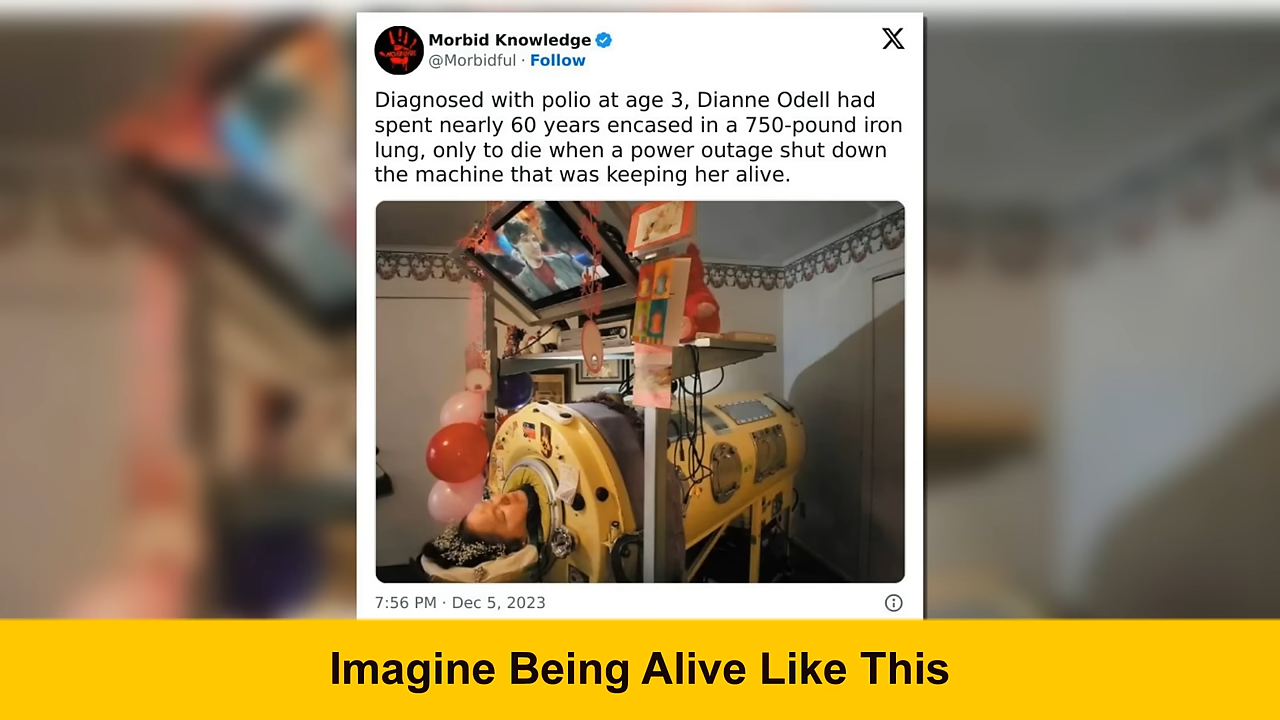 Morbid Knowledge
@Morbidful · Follow
Diagnosed with polio at age 3, Dianne Odell had
spent nearly 60 years encased in a 750-pound iron
lung, only to die when a power outage shut down
the machine that was keeping her alive.
7:56 PM · Dec 5, 2023
Imagine Being Alive Like This